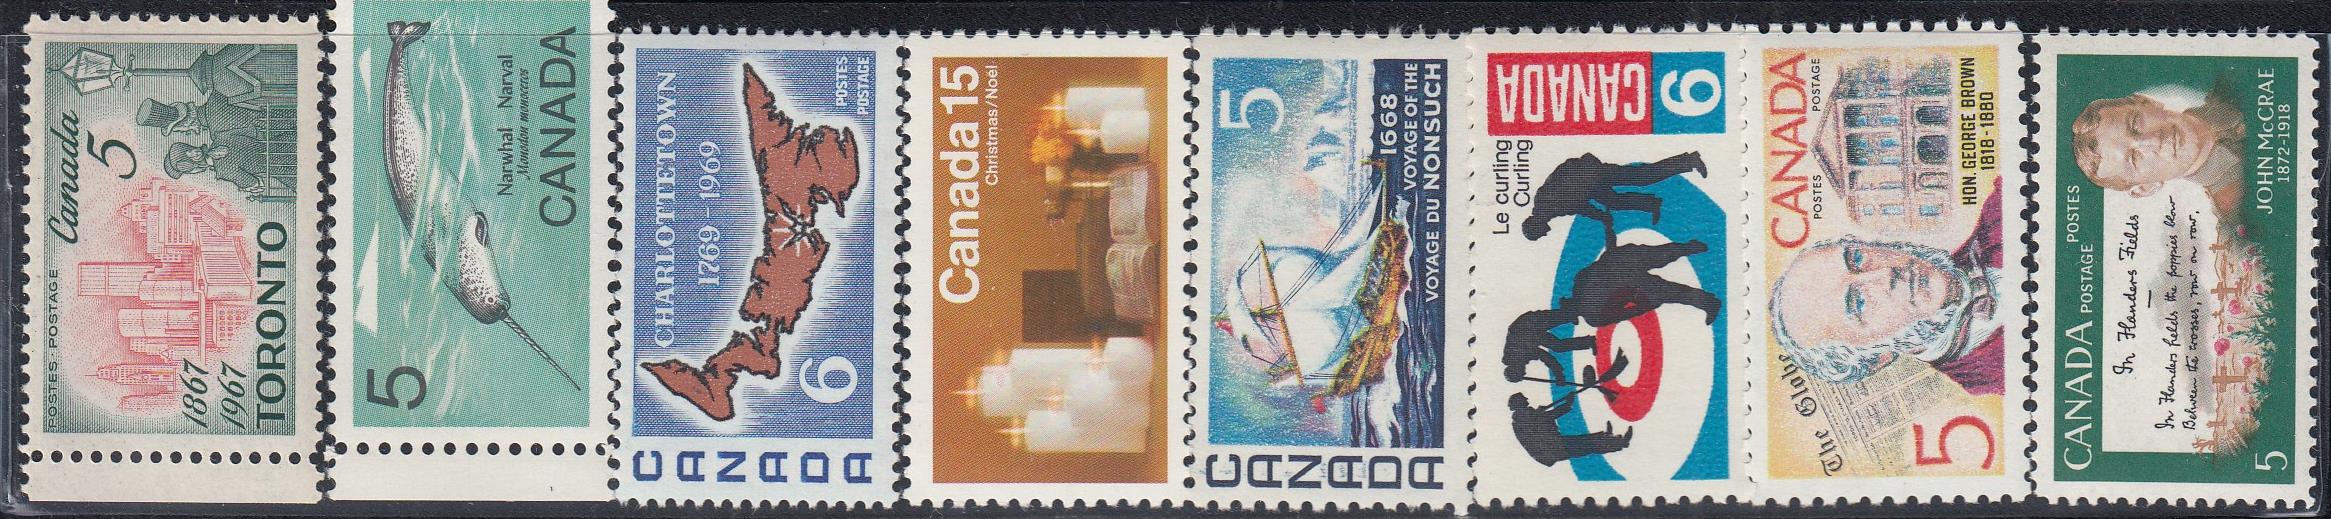 POSTES · POSTAGE
Canada
5
1867
1967
TORONTO
5
Narwhal Narval
Monodon monoceros
CANADA
CHARLOTTETOWN
1769 - 1969
POSTES
POSTAGE
6
CANADA
Canada 15
Christmas/Noël
5
1668
VOYAGE OF THE
VOYAGE DU NONSUCH
CANADA
CANADA
6
Le curling
Curling
CANADA
POSTES POSTAGE
HON. GEORGE BROWN
1818 - 1880
The Globe
5
CANADA POSTAGE POSTES
In Flanders Fields
In Flanders fields the poppies blow
Between the crosses, row on row,
JOHN McCRAE
1872-1918
5